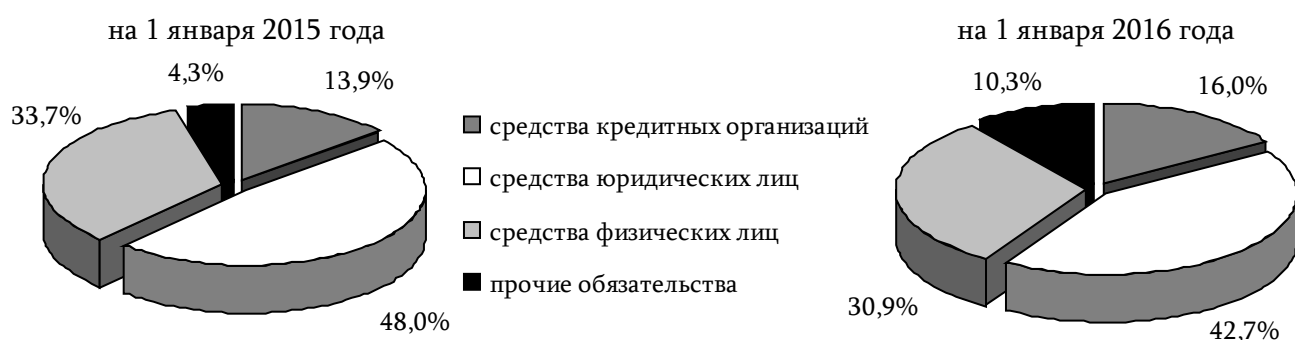 на 1 января 2015 года
4,3%
13,9%
33,7%
48,0%
средства кредитных организаций
средства юридических лиц
средства физических лиц
прочие обязательства
на 1 января 2016 года
10,3%
16,0%
30,9%
42,7%